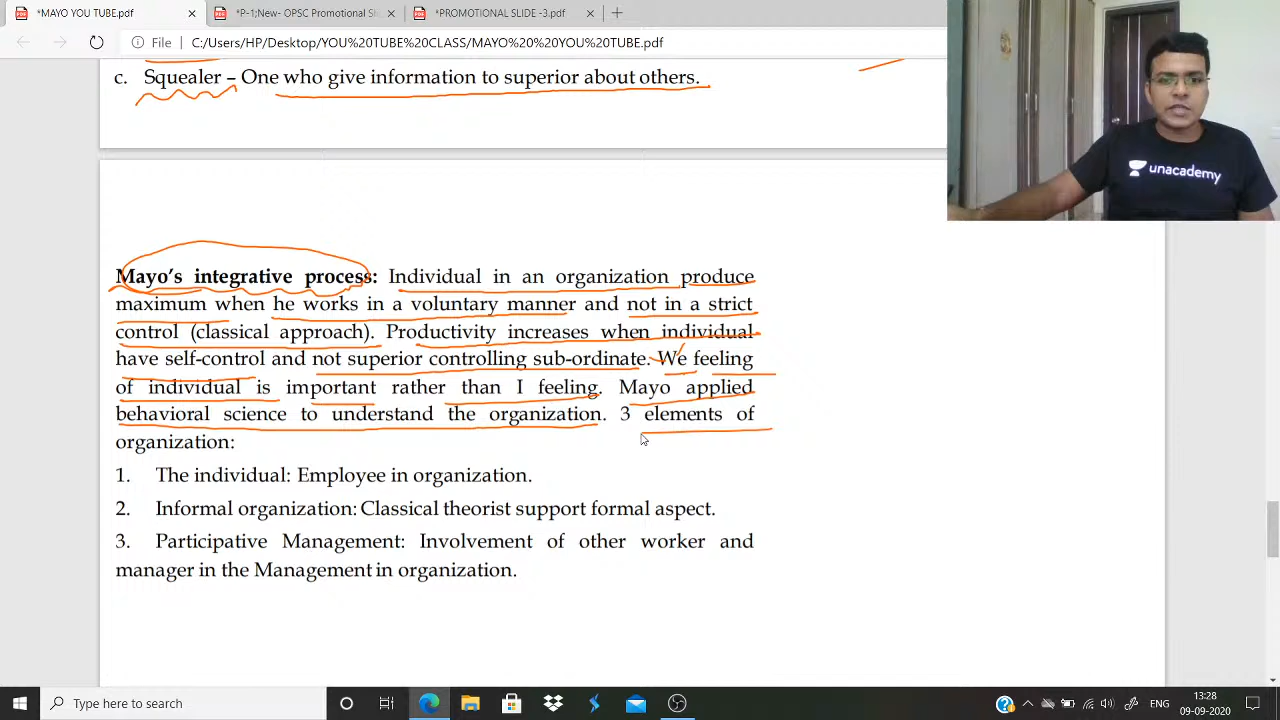 *MAYO YOU TUBE.pdf
*P-1;New- OPSC Promotional S
*PROMOTIONAL SLIDE -3.pdf
File C:/Users/HP/Desktop/YOU%20TUBE%20CLASS/MAYO%20%20YOU%20TUBE.pdf
c. Squealer – One who give information to superior about others.
unacademy
Mayo's integrative process: Individual in an organization produce
maximum when he works in a voluntary manner and not in a strict
control (classical approach). Productivity increases when individual
have self-control and not superior controlling sub-ordinate. We feeling
of individual is important rather than I feeling. Mayo applied
behavioral science to understand the organization. 3 elements of
organization:
1. The individual: Employee in organization.
2. Informal organization: Classical theorist support formal aspect.
3. Participative Management: Involvement of other worker and
manager in the Management in organization.
Type here to search
ENG
13:28
09-09-2020